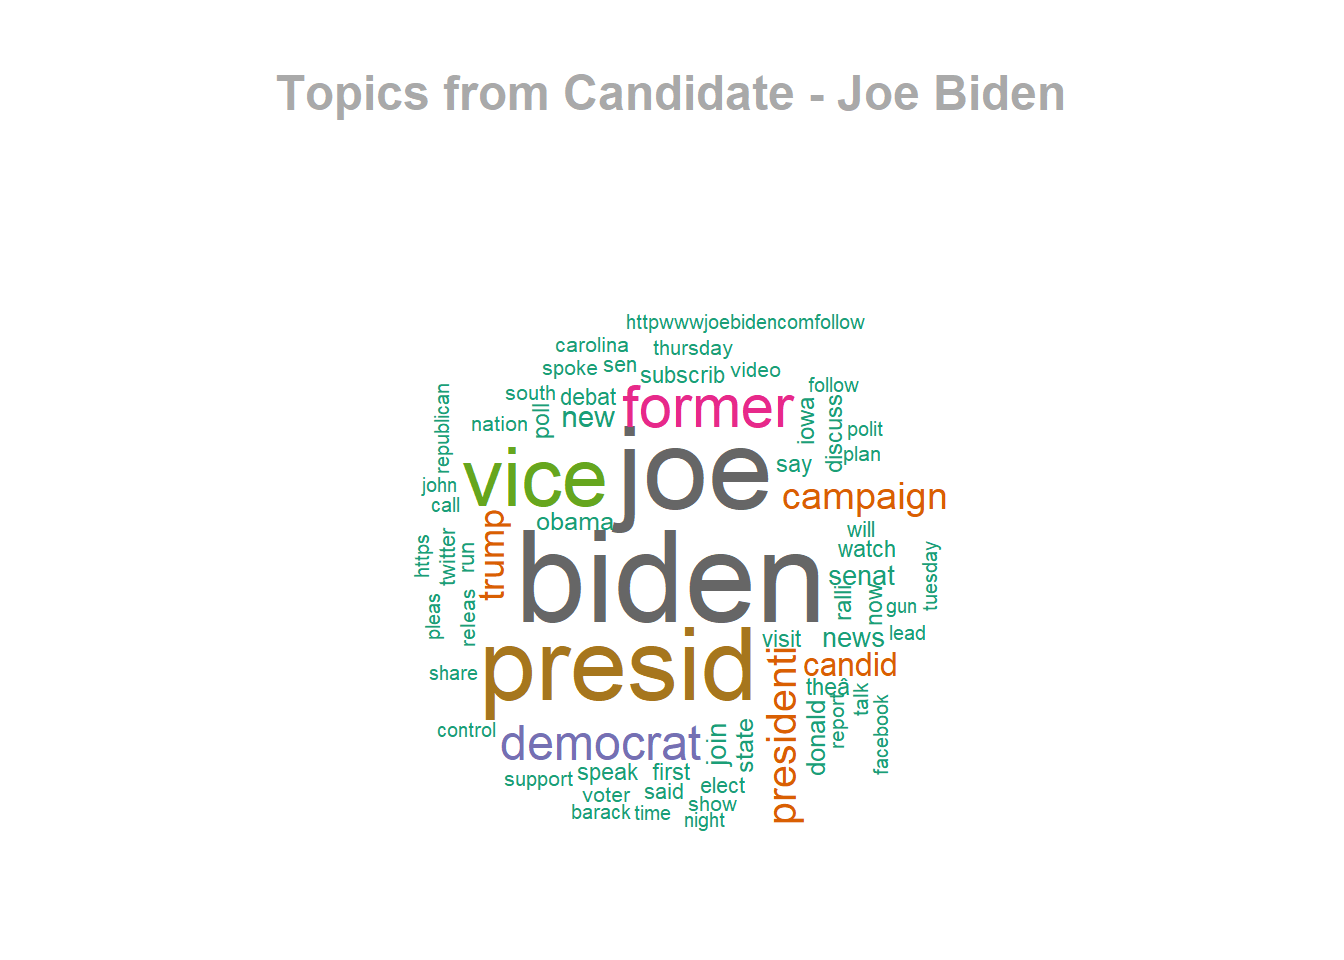 Topics from Candidate - Joe Biden
httpwwwjoebidencomfollow
carolina
thursday
spoke
sen
subscrib
video
republican
south
debat
former
follow
nation
poll
new
iowa
discuss
polit
plan
say
john
call
vice
joe
campaign
trump
obama
will
watch
https
twitter
run
biden
senat
tuesday
pleas
releas
ralli
now
gun
visit
news
lead
share
presid
presidenti
candid
theâ
control
democrat
join
state
donald
report
talk
facebook
support
speak
first
voter
said
elect
show
barack
time
night